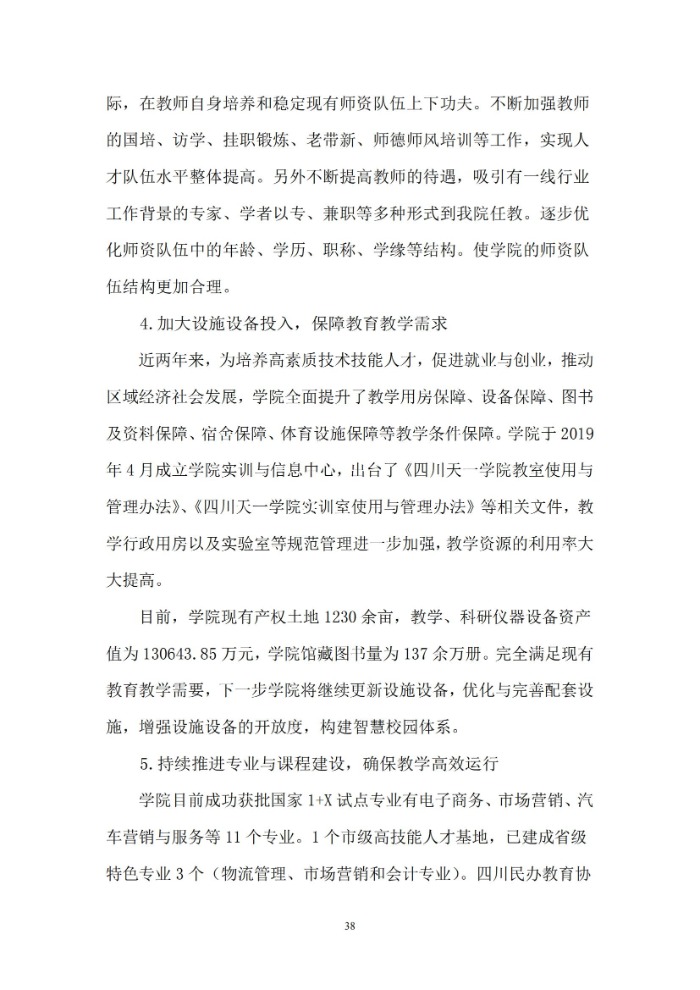 际，在教师自身培养和稳定现有师资队伍上下功夫。不断加强教师
的国培、访学、挂职锻炼、老带新、师德师风培训等工作，实现人
才队伍水平整体提高。另外不断提高教师的待遇，吸引有一线行业
工作背景的专家、学者以专、兼职等多种形式到我院任教。逐步优
化师资队伍中的年龄、学历、职称、学缘等结构。使学院的师资队
伍结构更加合理。
4.加大设施设备投入，保障教育教学需求
近两年来，为培养高素质技术技能人才，促进就业与创业，推动
区域经济社会发展，学院全面提升了教学用房保障、设备保障、图书
及资料保障、宿舍保障、体育设施保障等教学条件保障。学院于 2019
年 4 月成立学院实训与信息中心，出台了《四川天一学院教室使用与
管理办法》、《四川天一学院实训室使用与管理办法》等相关文件，教
学行政用房以及实验室等规范管理进一步加强，教学资源的利用率大
大提高。
目前，学院现有产权土地 1230 余亩，教学、科研仪器设备资产
值为 130643.85 万元，学院馆藏图书量为 137 余万册。完全满足现有
教育教学需要，下一步学院将继续更新设施设备，优化与完善配套设
施，增强设施设备的开放度，构建智慧校园体系。
5.持续推进专业与课程建设，确保教学高效运行
学院目前成功获批国家 1+X 试点专业有电子商务、市场营销、汽
车营销与服务等 11 个专业。1 个市级高技能人才基地，已建成省级
特色专业 3 个（物流管理、市场营销和会计专业）。四川民办教育协
38